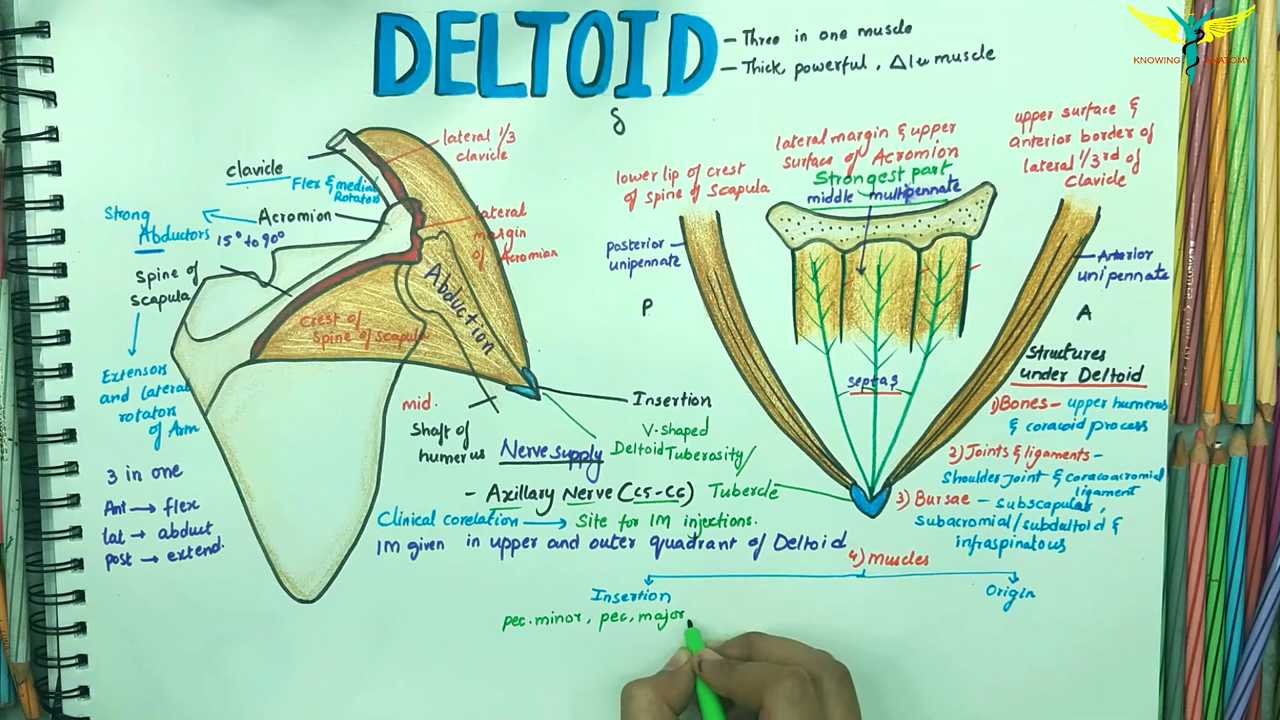 DELTOID
- Three in one muscle
- Thick, powerful, Δlar muscle
KNOWING ANATOMY
δ
clavicle
lateral 1/3
clavicle
Flex & medial
Rotators
Strong
Abductors
15° to 90°
Acromion
lateral
margin
of Acromian
Spine of
scapula
Abduction
Crest of
Spine of scapula
Extensors
and lateral
rotators
of Arm
mid.
Shaft of
humerus
Insertion
V-shaped
Deltoid Tuberosity/
Tubercle
3 in one
Ant → flex
lat → abduct
post → extend.
Nerve supply
- Axillary Nerve (C5-C6)
Clinical corelation → Site for IM injections.
IM given in upper and outer quadrant of Deltoid
lower lip of crest
of spine of scapula
lateral margin & upper
surface of Acromion
Strongest part
middle multipennate
upper surface &
anterior border of
lateral 1/3rd of
Clavicle
posterior
unipennate
P
Anterior
unipennate
A
septas
Structures
under Deltoid
1) Bones - upper humerus
& coracoid process
2) Joints & ligaments -
Shoulder joint & coracoacromial
ligament
3) Bursae - subscapular,
subacromial/subdeltoid &
infraspinatous
4) Muscles
Insertion
Origin
pec. minor, pec, major